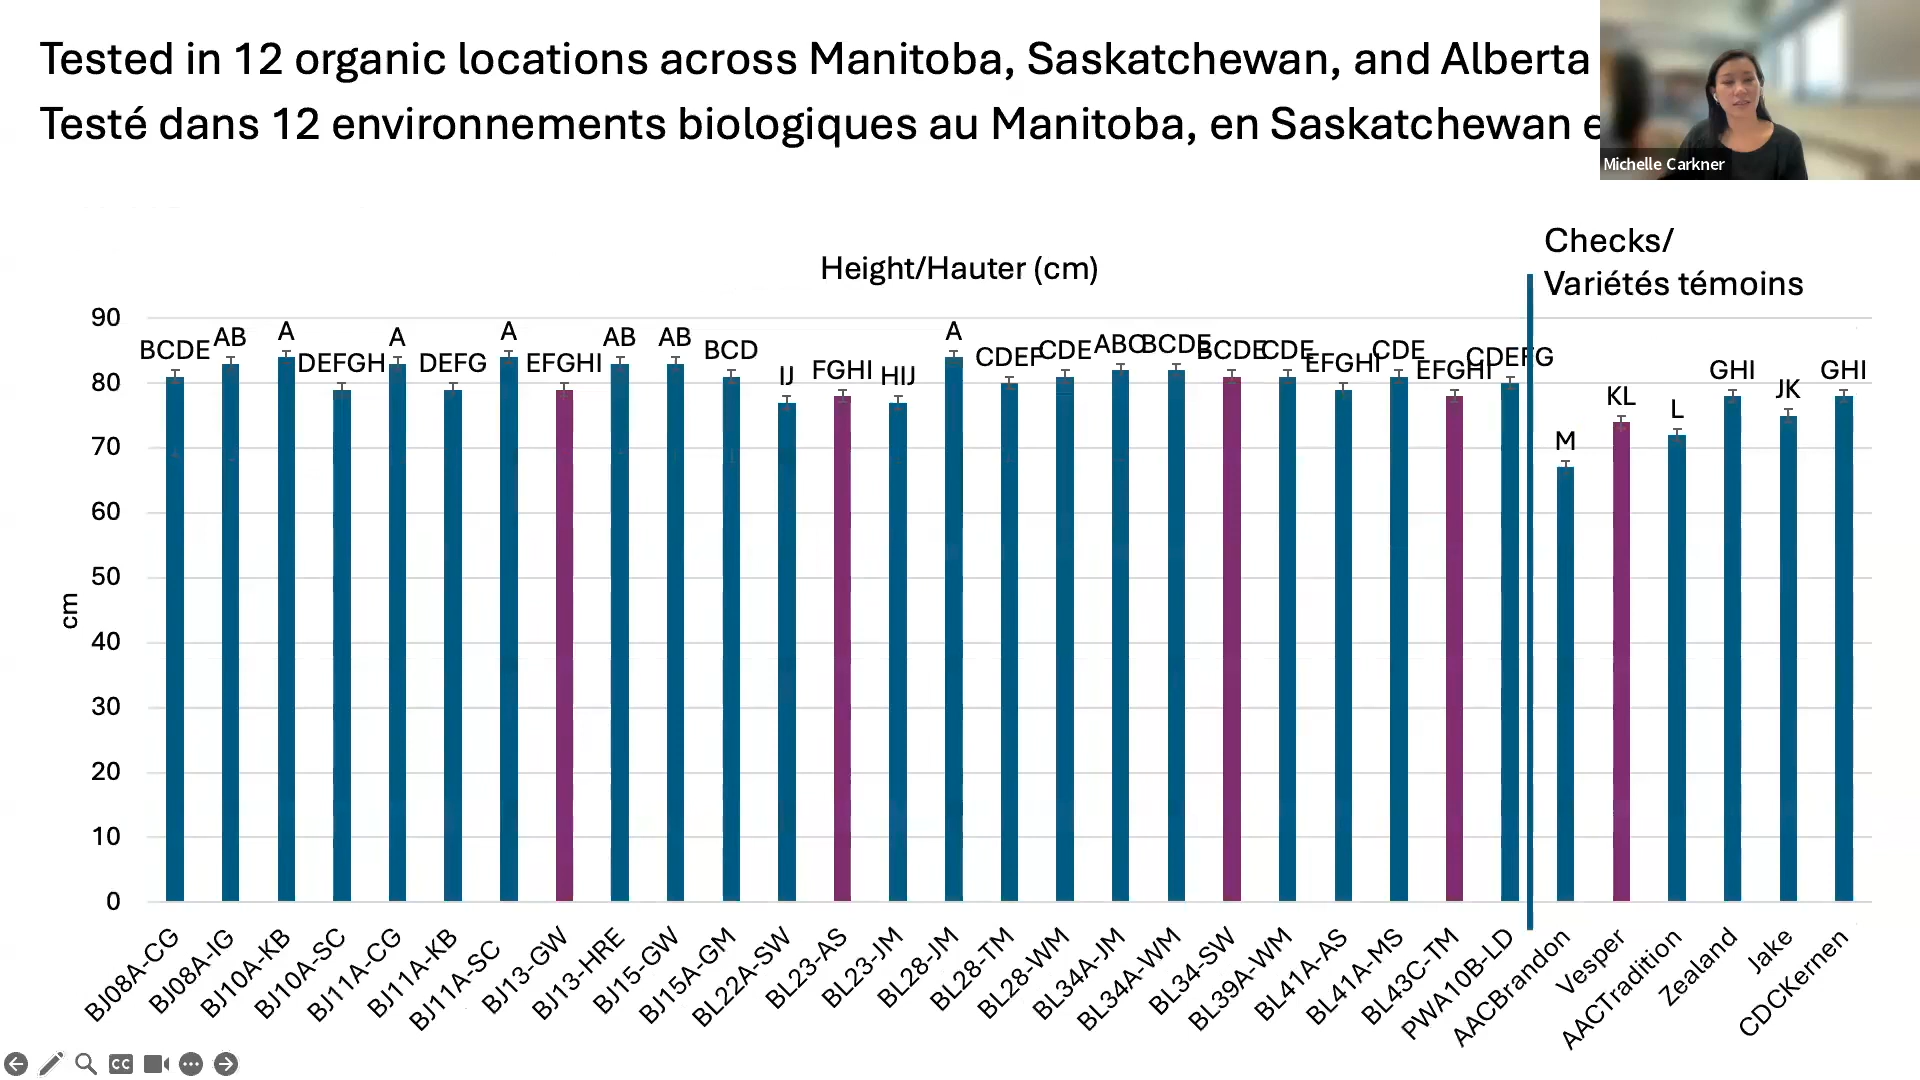 Tested in 12 organic locations across Manitoba, Saskatchewan, and Alberta
Testé dans 12 environnements biologiques au Manitoba, en Saskatchewan e
Michelle Carkner
Checks/
Variétés témoins
Height/Hauter (cm)
cm
90
80
70
60
50
40
30
20
10
0
BCDE AB A DEFGH A DEFG A EFGHI AB AB BCD IJ FGHI HIJ A CDEF CDE ABC BCDE BCDE CDE EFGHI CDE EFGHI CDEFG M KL L GHI JK GHI
BJ08A-CG
BJ08A-IG
BJ10A-KB
BJ10A-SC
BJ11A-CG
BJ11A-KB
BJ11A-SC
BJ13-GW
BJ13-HRE
BJ15-GW
BJ15A-GM
BL22A-SW
BL23-AS
BL23-JM
BL28-JM
BL28-TM
BL28-WM
BL34A-JM
BL34A-WM
BL34-SW
BL39A-WM
BL41A-AS
BL41A-MS
BL43C-TM
PWA10B-LD
AACBrandon
Vesper
AACTradition
Zealand
Jake
CDCKernen
CC